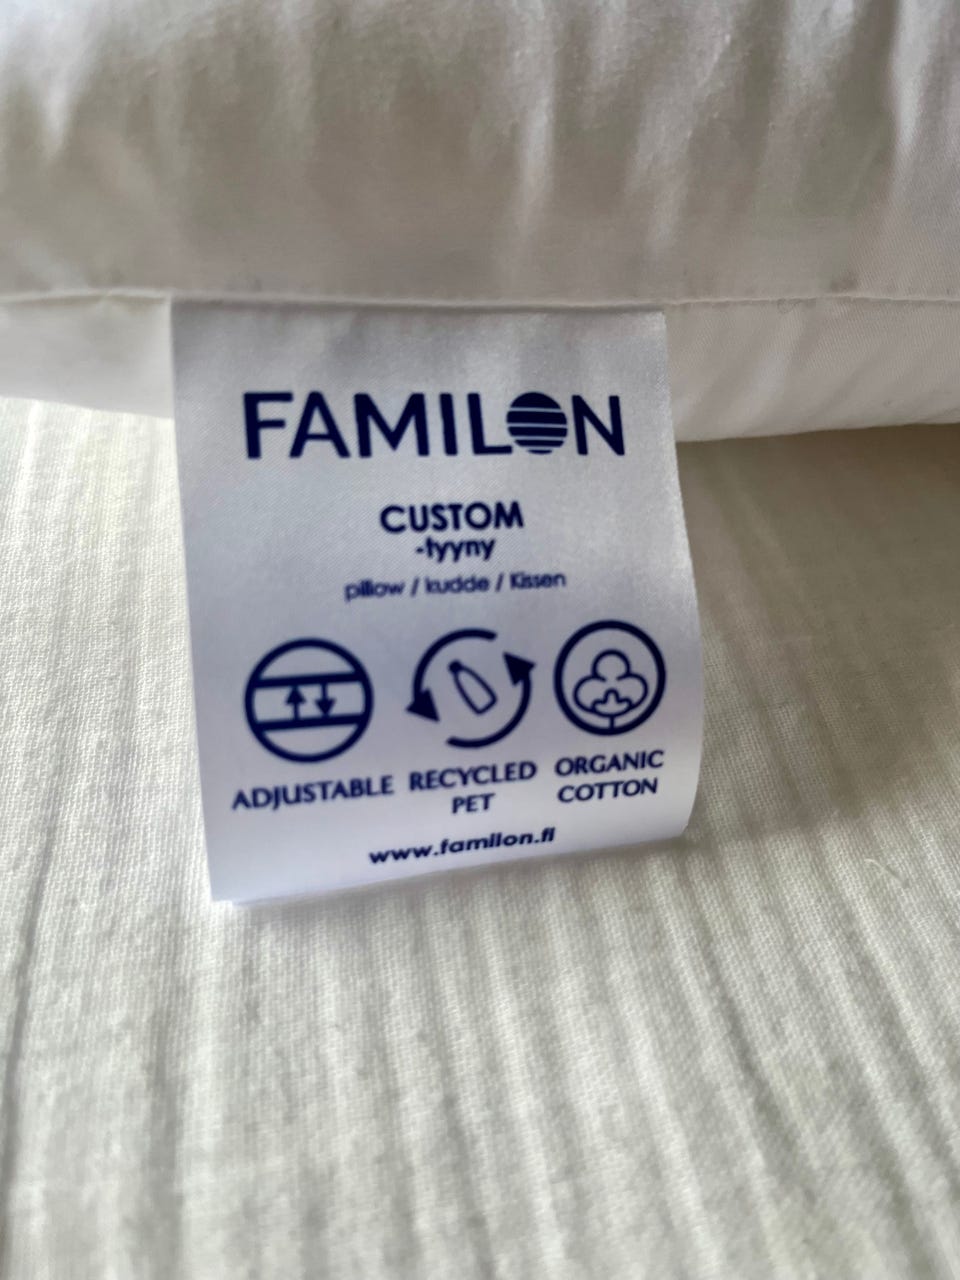 FAMILON
CUSTOM
-tyyny
pillow / kudde / Kissen
ADJUSTABLE
RECYCLED
PET
ORGANIC
COTTON
www.familon.fi